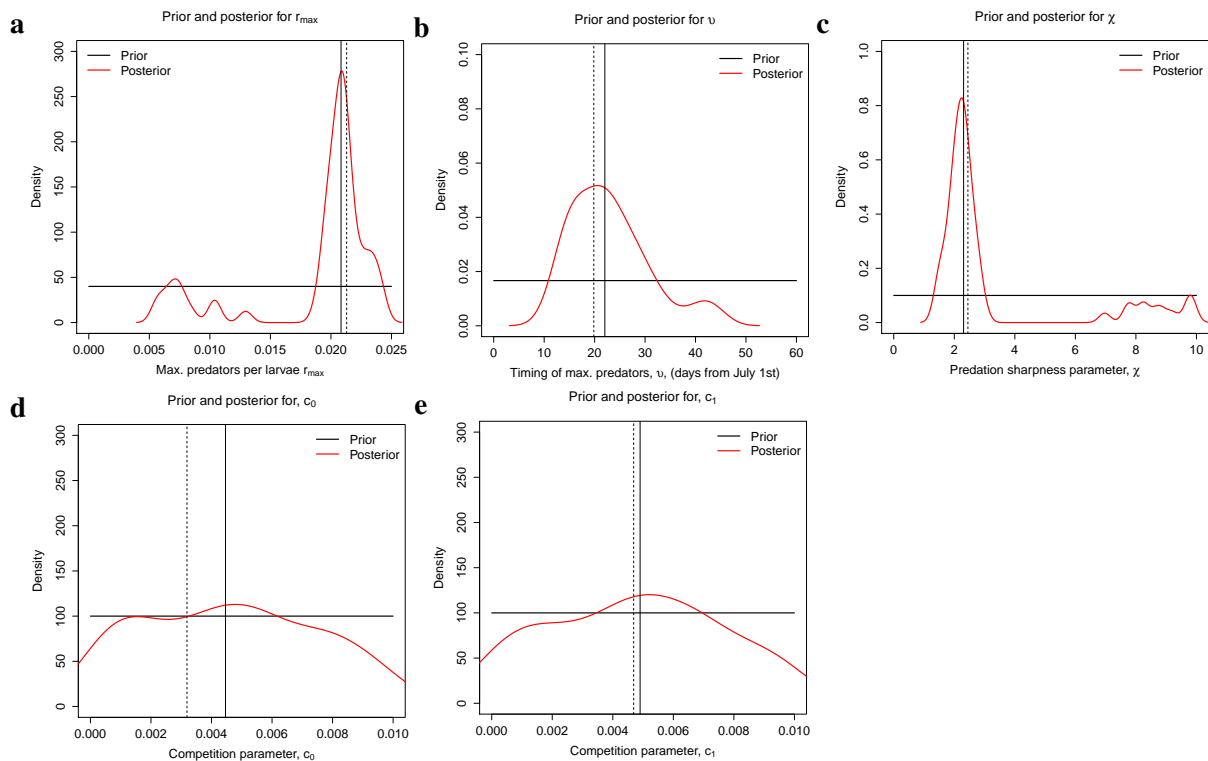 a
Prior and posterior for r_max
Prior
Posterior
Density
0
50
100
150
200
250
300
0.000
0.005
0.010
0.015
0.020
0.025
Max. predators per larvae r_max
b
Prior and posterior for υ
Prior
Posterior
Density
0.00
0.02
0.04
0.06
0.08
0.10
0
10
20
30
40
50
60
Timing of max. predators, υ, (days from July 1st)
c
Prior and posterior for χ
Prior
Posterior
Density
0.0
0.2
0.4
0.6
0.8
1.0
0
2
4
6
8
10
Predation sharpness parameter, χ
d
Prior and posterior for, c_0
Prior
Posterior
Density
0
50
100
150
200
250
300
0.000
0.002
0.004
0.006
0.008
0.010
Competition parameter, c_0
e
Prior and posterior for, c_1
Prior
Posterior
Density
0
50
100
150
200
250
300
0.000
0.002
0.004
0.006
0.008
0.010
Competition parameter, c_1